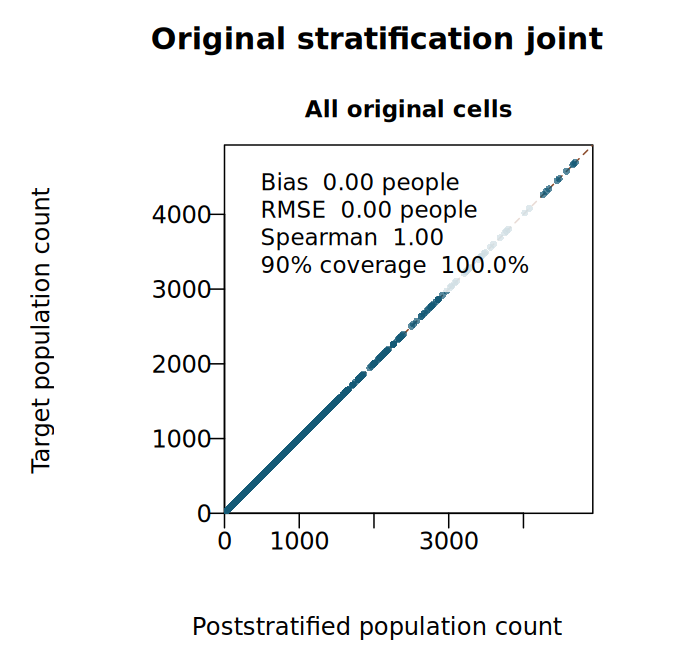 Original stratification joint
All original cells
Bias 0.00 people
RMSE 0.00 people
Spearman 1.00
90% coverage 100.0%
Target population count
4000
3000
2000
1000
0
0 1000 3000
Poststratified population count